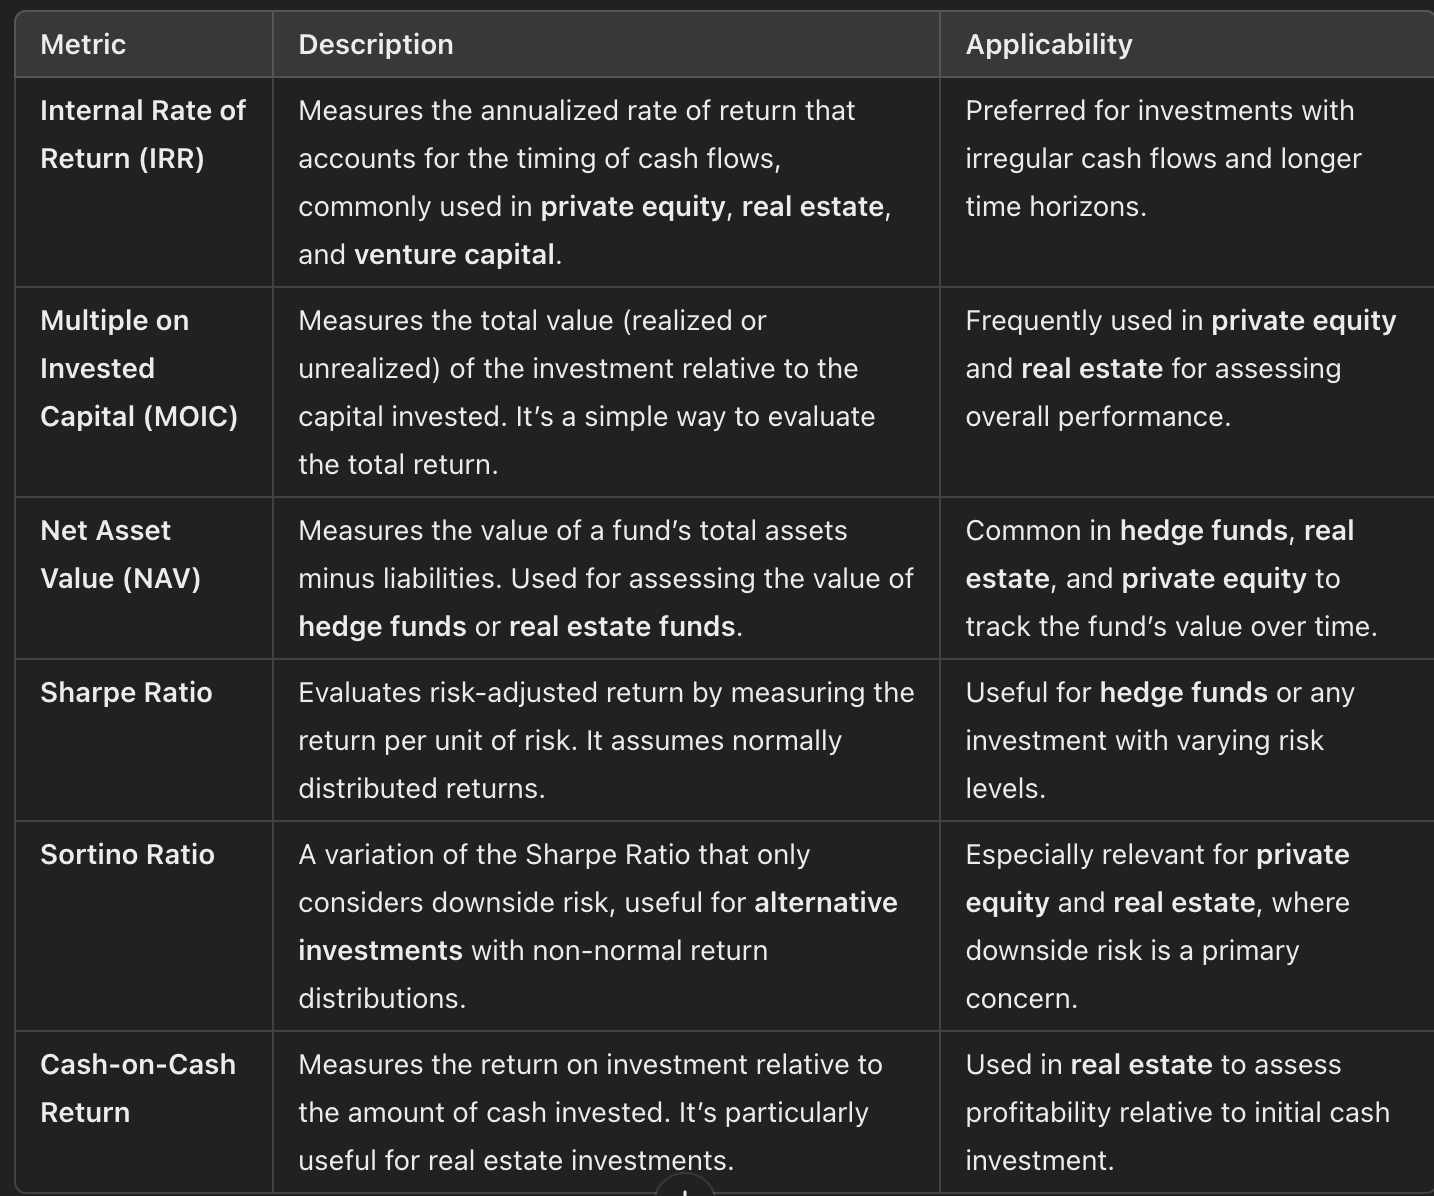 Metric
Description
Applicability
Internal Rate of
Return (IRR)
Measures the annualized rate of return that
accounts for the timing of cash flows,
commonly used in private equity, real estate,
and venture capital.
Preferred for investments with
irregular cash flows and longer
time horizons.
Multiple on
Invested
Capital (MOIC)
Measures the total value (realized or
unrealized) of the investment relative to the
capital invested. It’s a simple way to evaluate
the total return.
Frequently used in private equity
and real estate for assessing
overall performance.
Net Asset
Value (NAV)
Measures the value of a fund’s total assets
minus liabilities. Used for assessing the value of
hedge funds or real estate funds.
Common in hedge funds, real
estate, and private equity to
track the fund’s value over time.
Sharpe Ratio
Evaluates risk-adjusted return by measuring the
return per unit of risk. It assumes normally
distributed returns.
Useful for hedge funds or any
investment with varying risk
levels.
Sortino Ratio
A variation of the Sharpe Ratio that only
considers downside risk, useful for alternative
investments with non-normal return
distributions.
Especially relevant for private
equity and real estate, where
downside risk is a primary
concern.
Cash-on-Cash
Return
Measures the return on investment relative to
the amount of cash invested. It’s particularly
useful for real estate investments.
Used in real estate to assess
profitability relative to initial cash
investment.